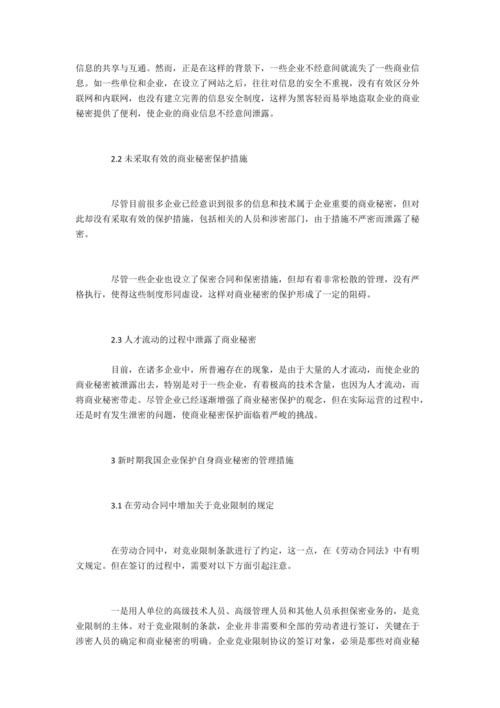 信息的共享与互通。然而，正是在这样的背景下，一些企业不经意间就流失了一些商业信
息。如一些单位和企业，在设立了网站之后，往往对信息的安全不重视，没有有效区分外
联网和内联网，也没有建立完善的信息安全制度，这样为黑客轻而易举地盗取企业的商业
秘密提供了便利，使企业的商业信息不经意间泄露。
2.2 未采取有效的商业秘密保护措施
尽管目前很多企业已经意识到很多的信息和技术属于企业重要的商业秘密，但对
此却没有采取有效的保护措施，包括相关的人员和涉密部门，由于措施不严密而泄露了秘
密。
尽管一些企业也设立了保密合同和保密措施，但却有着非常松散的管理，没有严
格执行，使得这些制度形同虚设，这样对商业秘密的保护形成了一定的阻碍。
2.3 人才流动的过程中泄露了商业秘密
目前，在诸多企业中，所普遍存在的现象，是由于大量的人才流动，而使企业的
商业秘密被泄露出去，特别是对于一些企业，有着极高的技术含量，也因为人才流动，而
将商业秘密带走。尽管企业已经逐渐增强了商业秘密保护的观念，但在实际运营的过程中，
还是时有发生泄密的问题，使商业秘密保护面临着严峻的挑战。
3 新时期我国企业保护自身商业秘密的管理措施
3.1 在劳动合同中增加关于竞业限制的规定
在劳动合同中，对竞业限制条款进行了约定，这一点，在《劳动合同法》中有明
文规定。但在签订的过程中，需要对以下方面引起注意。
一是用人单位的高级技术人员、高级管理人员和其他人员承担保密业务的，是竞
业限制的主体。对于竞业限制的条款，企业并非需要和全部的劳动者进行签订，关键在于
涉密人员的确定和商业秘密的明确。企业竞业限制协议的签订对象，必须是那些对商业秘